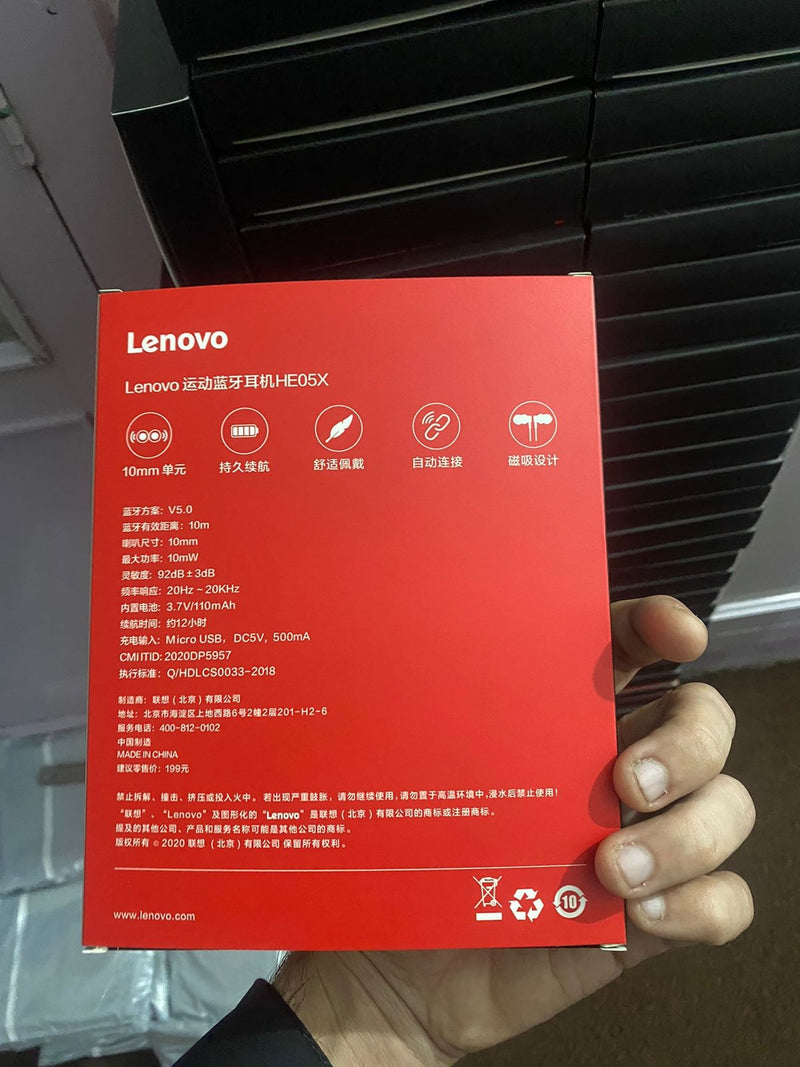 Lenovo
Lenovo 运动蓝牙耳机HE05X
10mm 单元
持久续航
舒适佩戴
自动连接
磁吸设计
蓝牙方案: V5.0
蓝牙有效距离: 10m
喇叭尺寸: 10mm
最大功率: 10mW
灵敏度: 92dB±3dB
频率响应: 20Hz ~ 20KHz
内置电池: 3.7V/110mAh
续航时间: 约12小时
充电输入: Micro USB, DC5V, 500mA
CMIITID: 2020DP5957
执行标准: Q/HDLCS0033-2018
制造商: 联想（北京）有限公司
地址: 北京市海淀区上地西路6号2幢2层201-H2-6
服务电话: 400-812-0102
中国制造
MADE IN CHINA
建议零售价: 199元
禁止拆解、撞击、挤压或投入火中。若出现严重鼓胀，请勿继续使用,请勿置于高温环境中,浸水后禁止使用！
“联想”、“Lenovo”及图形化的“Lenovo”是联想（北京）有限公司的商标或注册商标。
提及的其他公司、产品和服务名称可能是其他公司的商标。
版权所有 © 2020 联想（北京）有限公司 保留所有权利。
www.lenovo.com
10